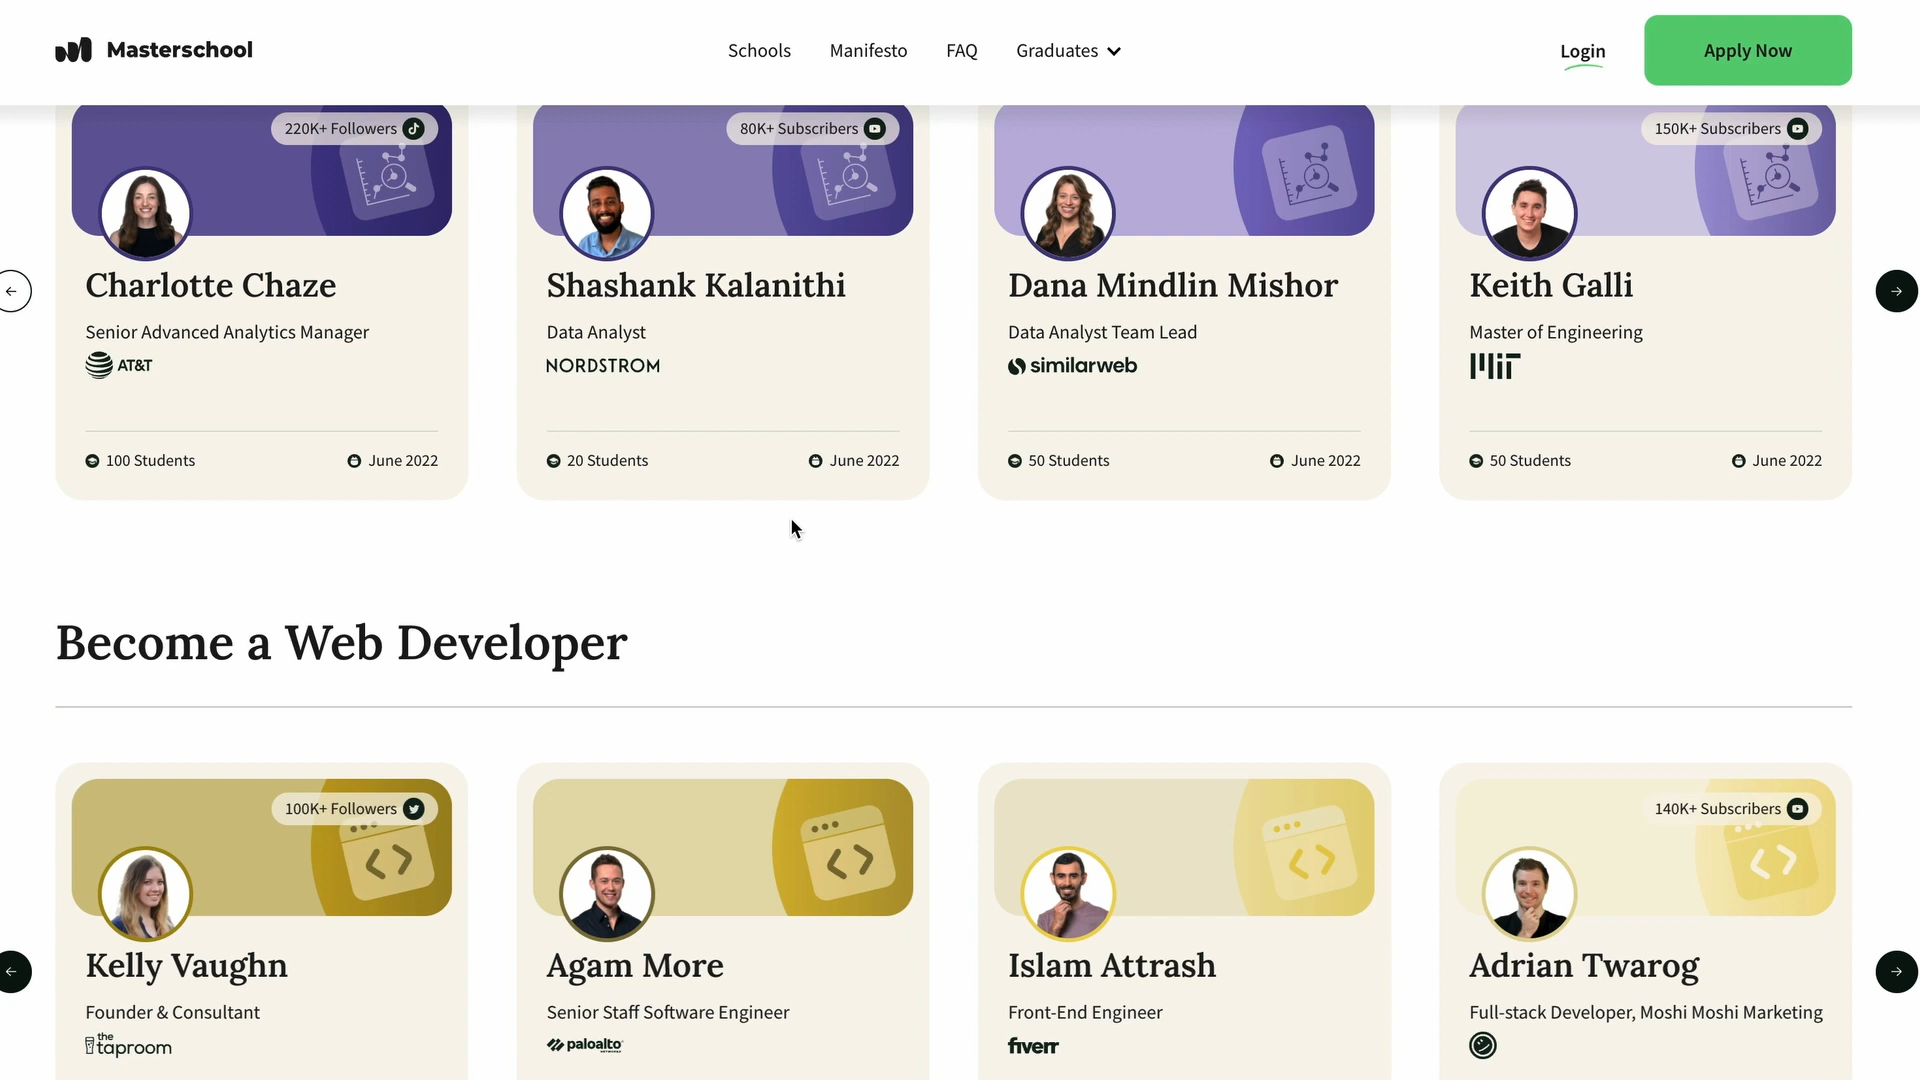 Masterschool
Schools
Manifesto
FAQ
Graduates
Login
Apply Now
220K+ Followers
Charlotte Chaze
Senior Advanced Analytics Manager
AT&T
100 Students
June 2022
80K+ Subscribers
Shashank Kalanithi
Data Analyst
NORDSTROM
20 Students
June 2022
Dana Mindlin Mishor
Data Analyst Team Lead
similarweb
50 Students
June 2022
150K+ Subscribers
Keith Galli
Master of Engineering
MIT
50 Students
June 2022
Become a Web Developer
100K+ Followers
Kelly Vaughn
Founder & Consultant
the
taproom
Agam More
Senior Staff Software Engineer
paloalto
NETWORKS
Islam Attrash
Front-End Engineer
fiverr
140K+ Subscribers
Adrian Twarog
Full-stack Developer, Moshi Moshi Marketing